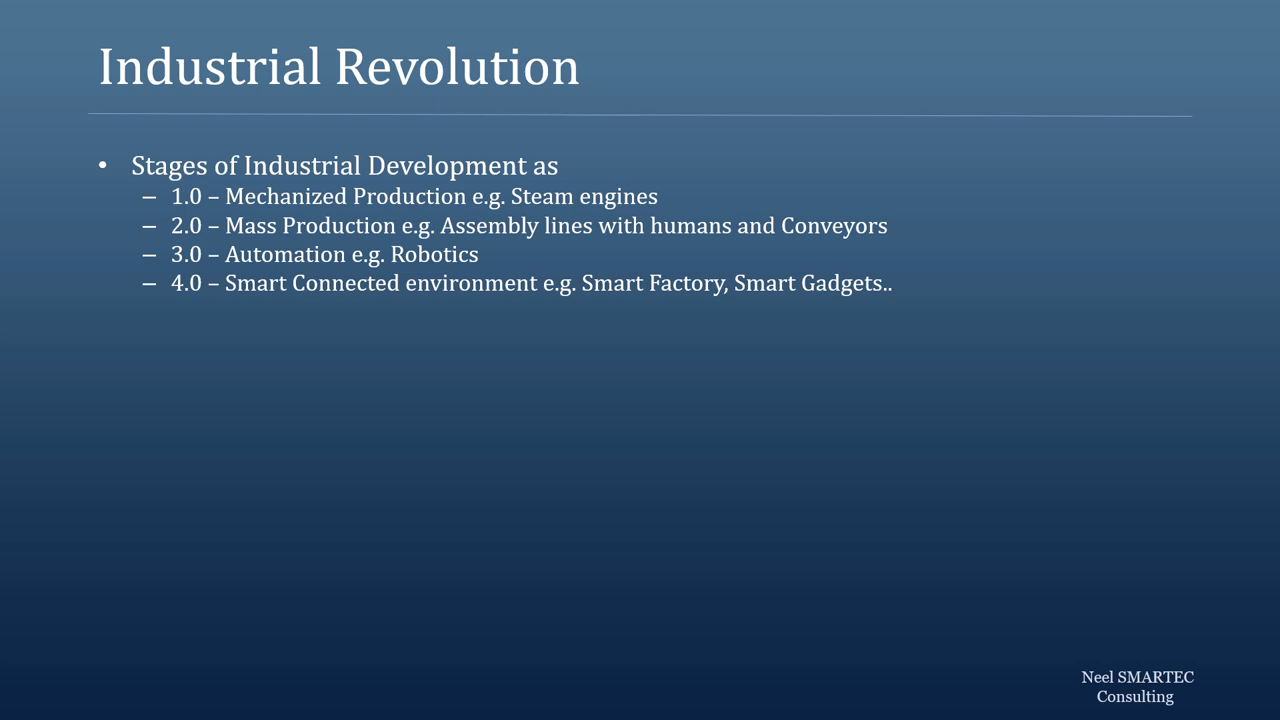 Industrial Revolution
• Stages of Industrial Development as
– 1.0 – Mechanized Production e.g. Steam engines
– 2.0 – Mass Production e.g. Assembly lines with humans and Conveyors
– 3.0 – Automation e.g. Robotics
– 4.0 – Smart Connected environment e.g. Smart Factory, Smart Gadgets..
Neel SMARTEC
Consulting